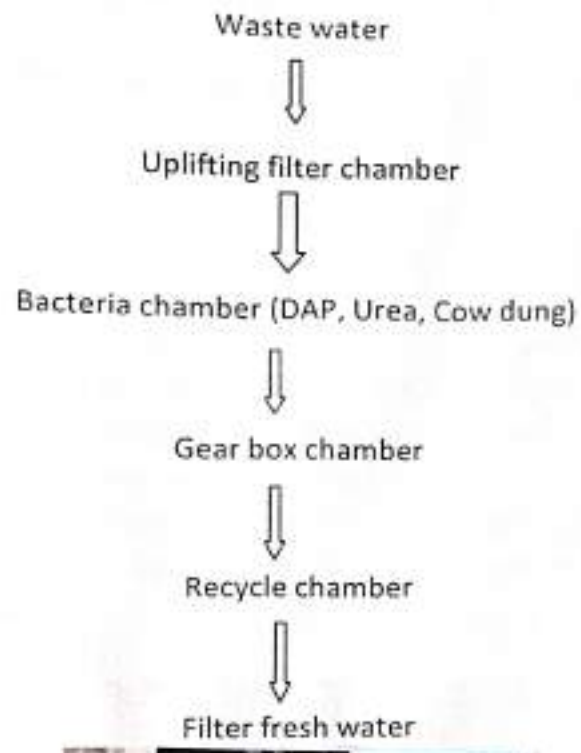 Waste water
Uplifting filter chamber
Bacteria chamber (DAP, Urea, Cow dung)
Gear box chamber
Recycle chamber
Filter fresh water